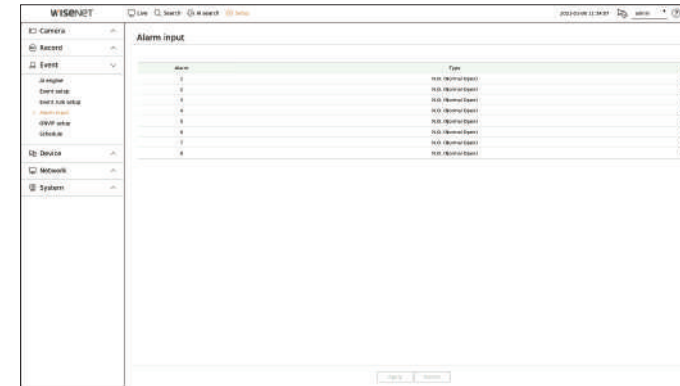 WISENET
Live Search AI search Setup
admin
Camera
Record
Event
AI engine
Event setup
Event rule setup
Alarm input
ONVIF setup
Schedule
Device
Network
System
Alarm input
Alarm Type
1 N.O. (Normal Open)
2 N.O. (Normal Open)
3 N.O. (Normal Open)
4 N.O. (Normal Open)
5 N.O. (Normal Open)
6 N.O. (Normal Open)
7 N.O. (Normal Open)
8 N.O. (Normal Open)